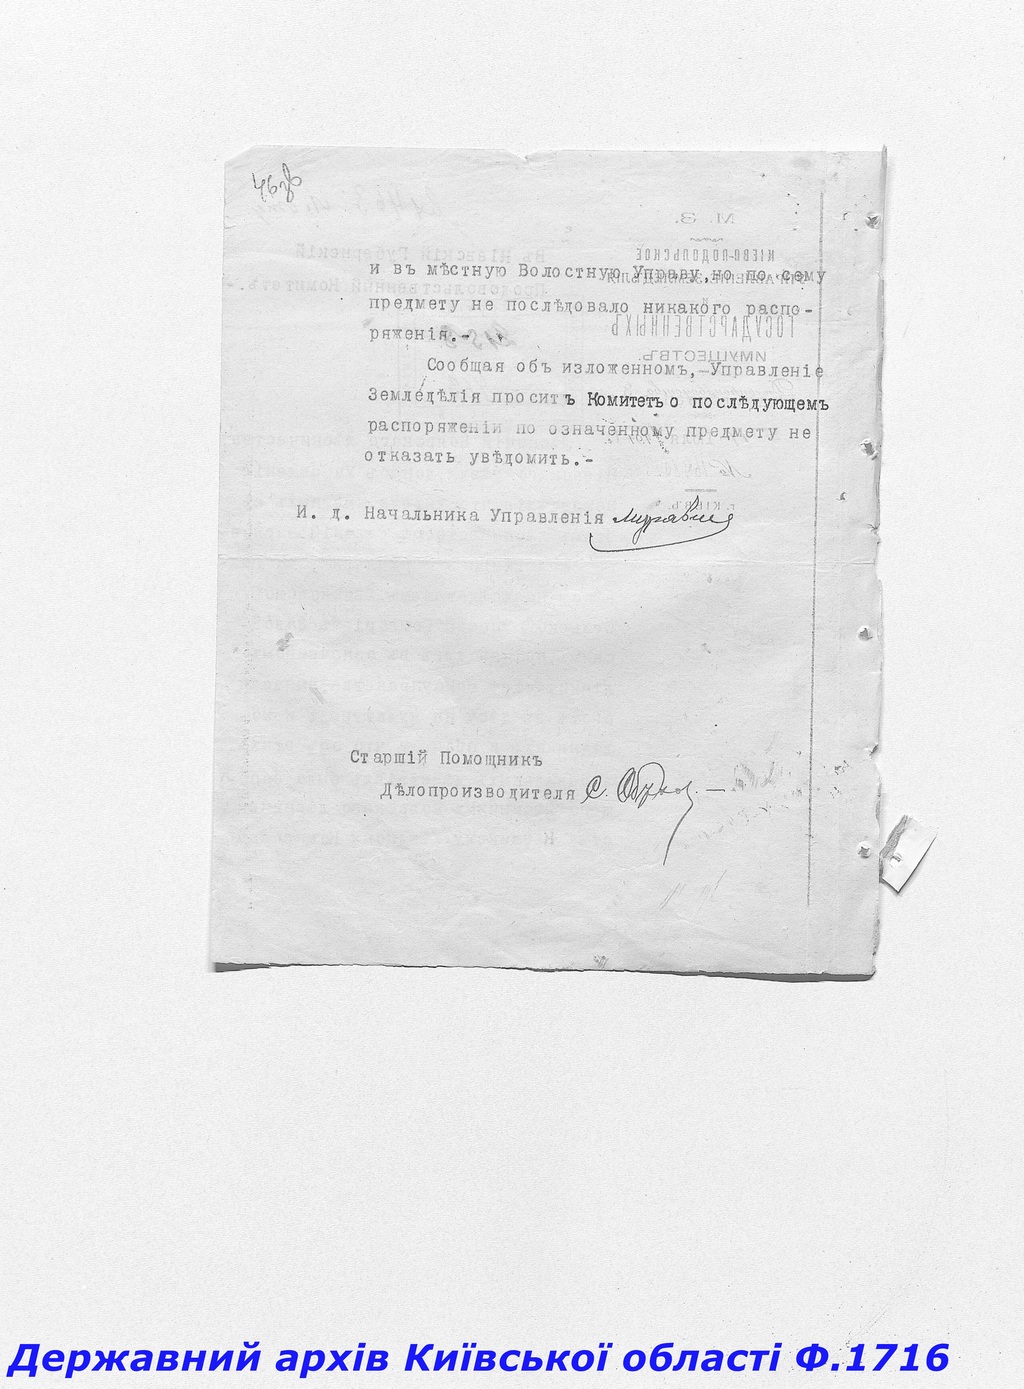 46 об
и въ мѣстную Волостную Управу, но по сему
предмету не послѣдовало никакого распо-
ряженія.-
Сообщая объ изложенномъ,-Управленіе
Земледѣлія проситъ Комитетъ о послѣдующемъ
распоряженіи по означенному предмету не
отказать увѣдомить.-
И. д. Начальника Управленія
Старшій Помощникъ
Дѣлопроизводителя С.
Державний архів Київської області Ф.1716